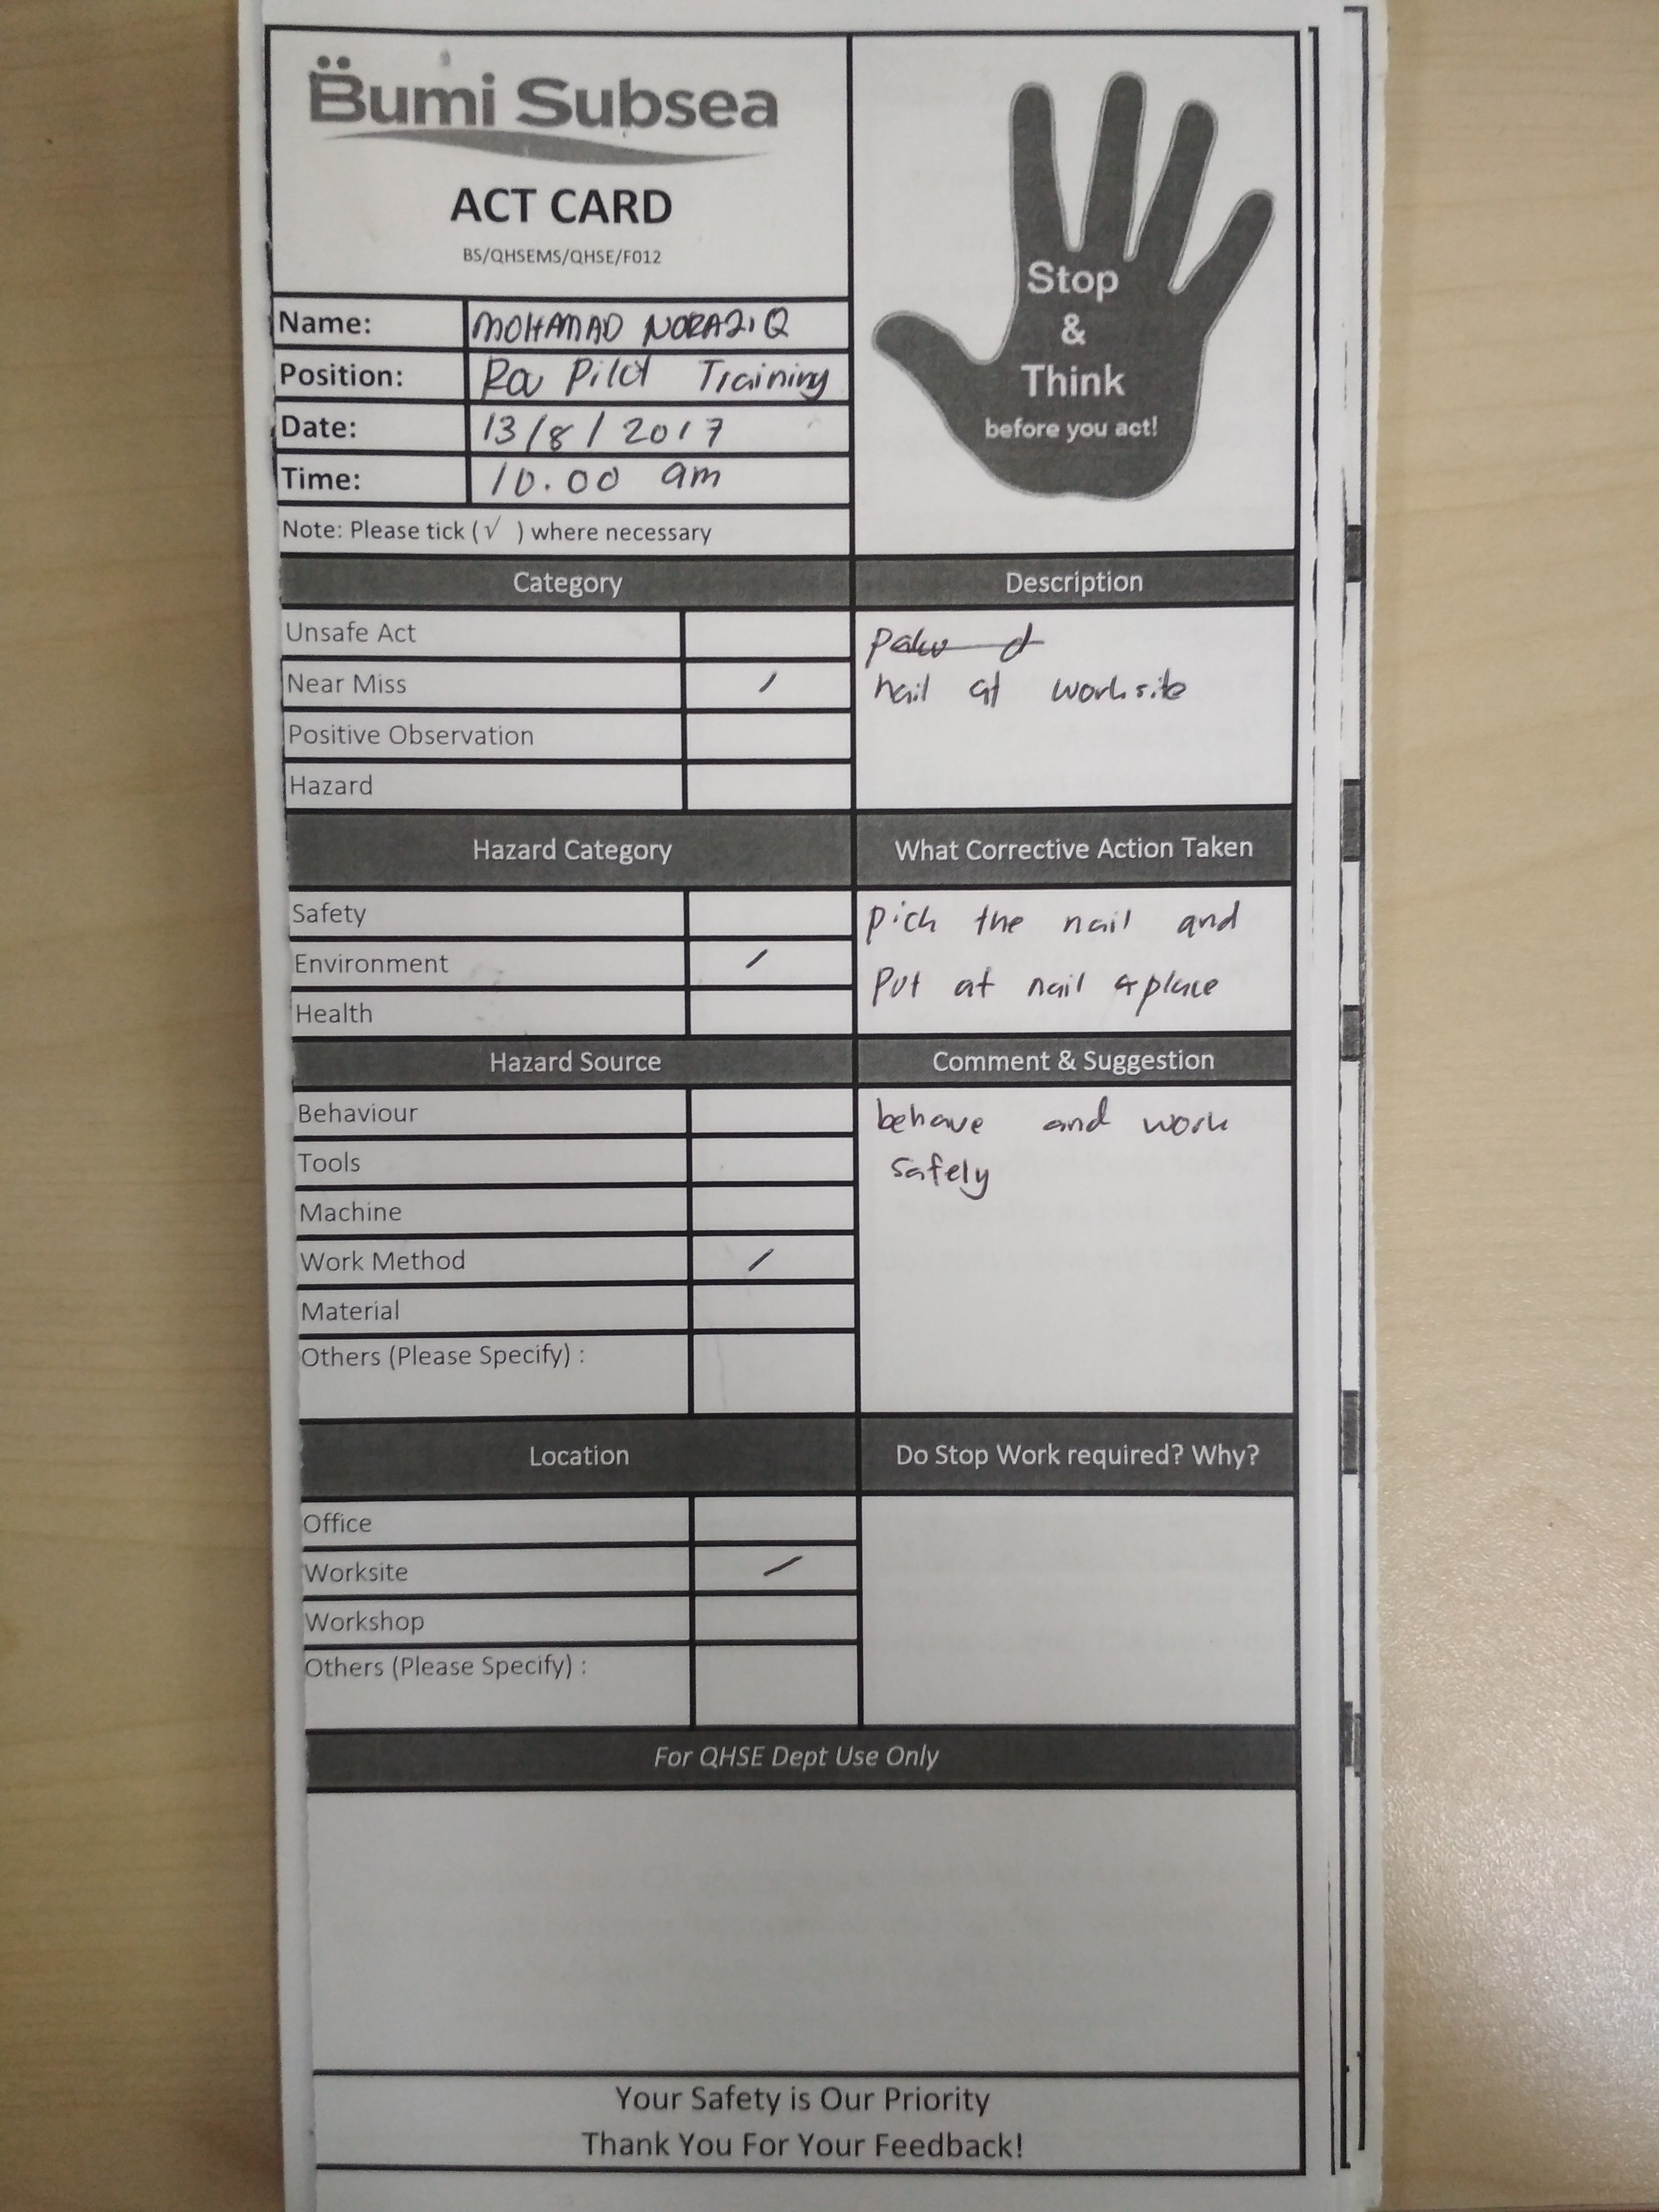 Bumi Subsea
ACT CARD
BS/QHSEMS/QHSE/F012
Stop
&
Think
before you act!
Name: MOHAMAD NORAZIQ
Position: Rov Pilot Training
Date: 13/8/2017
Time: 10.00 am
Note: Please tick (√ ) where necessary
Category
Unsafe Act
Near Miss /
Positive Observation
Hazard
Description
nail at worksite
Hazard Category
Safety
Environment /
Health
What Corrective Action Taken
pick the nail and
Put at nail place
Hazard Source
Behaviour
Tools
Machine
Work Method /
Material
Others (Please Specify) :
Comment & Suggestion
behave and work
safely
Location
Office
Worksite /
Workshop
Others (Please Specify) :
Do Stop Work required? Why?
For QHSE Dept Use Only
Your Safety is Our Priority
Thank You For Your Feedback!